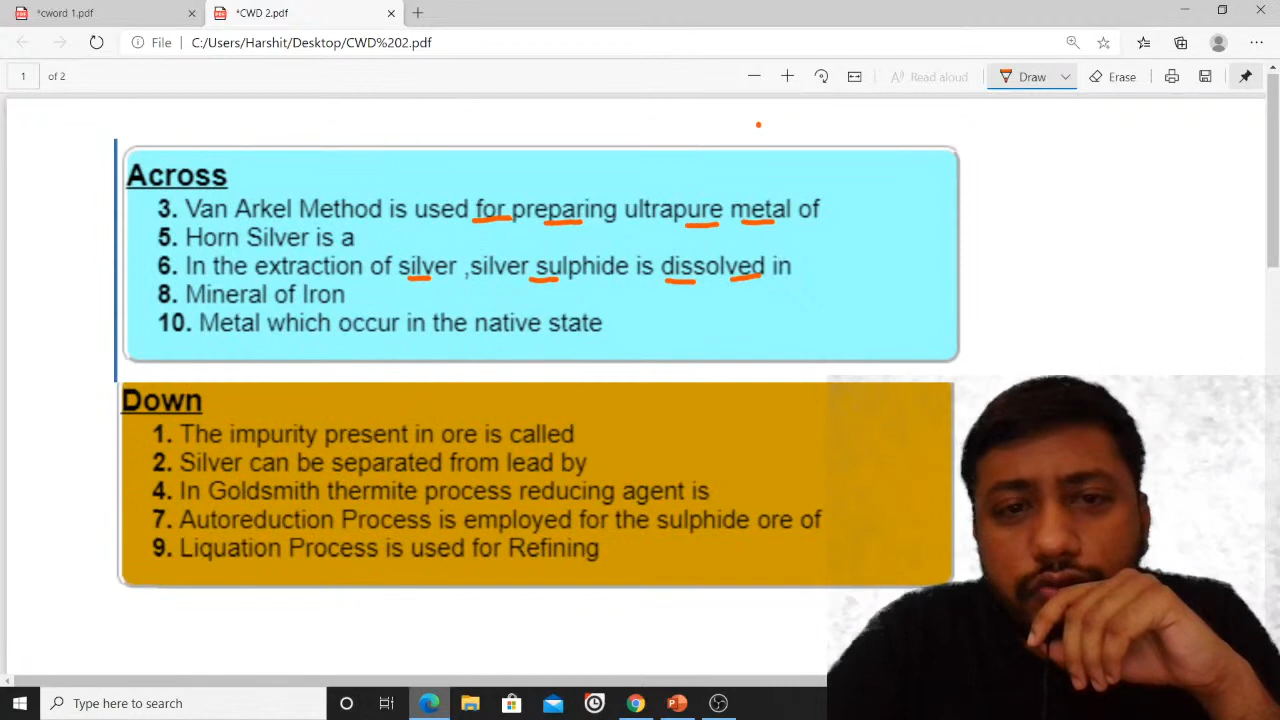 *cword 1.pdf
*CWD 2.pdf
File
C:/Users/Harshit/Desktop/CWD%202.pdf
1 of 2
Read aloud
Draw
Erase
Across
3. Van Arkel Method is used for preparing ultrapure metal of
5. Horn Silver is a
6. In the extraction of silver ,silver sulphide is dissolved in
8. Mineral of Iron
10. Metal which occur in the native state
Down
1. The impurity present in ore is called
2. Silver can be separated from lead by
4. In Goldsmith thermite process reducing agent is
7. Autoreduction Process is employed for the sulphide ore of
9. Liquation Process is used for Refining
Type here to search